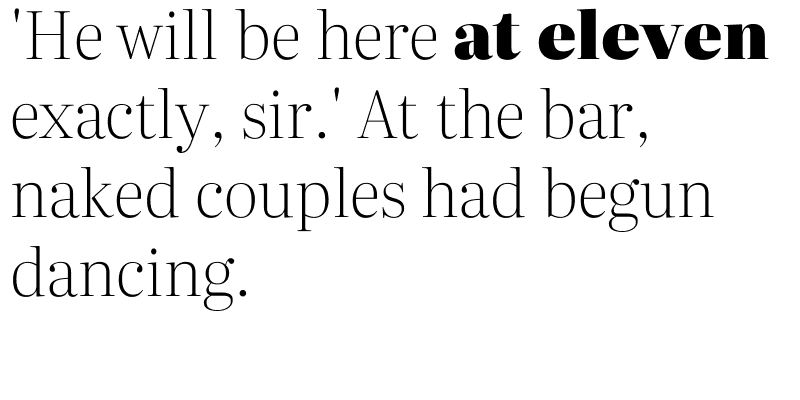 'He will be here at eleven
exactly, sir.' At the bar,
naked couples had begun
dancing.